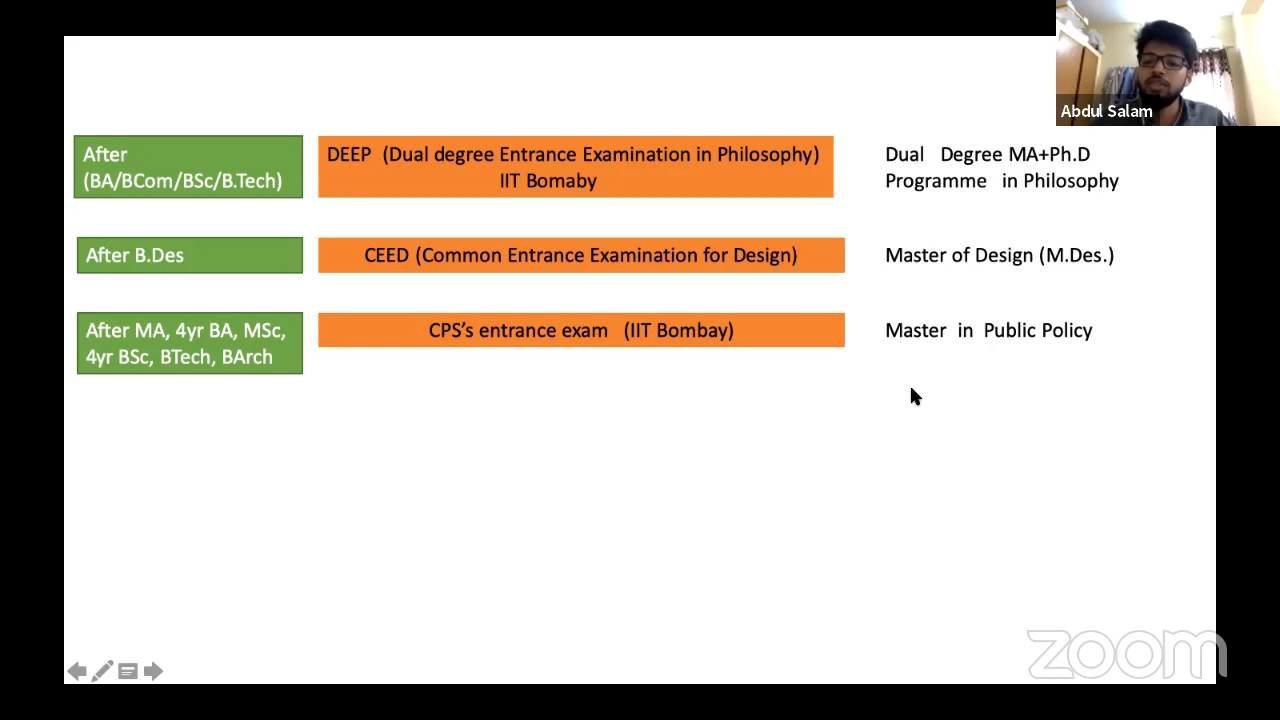 Abdul Salam
After
(BA/BCom/BSc/B.Tech)
DEEP (Dual degree Entrance Examination in Philosophy)
IIT Bomaby
Dual Degree MA+Ph.D
Programme in Philosophy
After B.Des
CEED (Common Entrance Examination for Design)
Master of Design (M.Des.)
After MA, 4yr BA, MSc,
4yr BSc, BTech, BArch
CPS's entrance exam (IIT Bombay)
Master in Public Policy
zoom